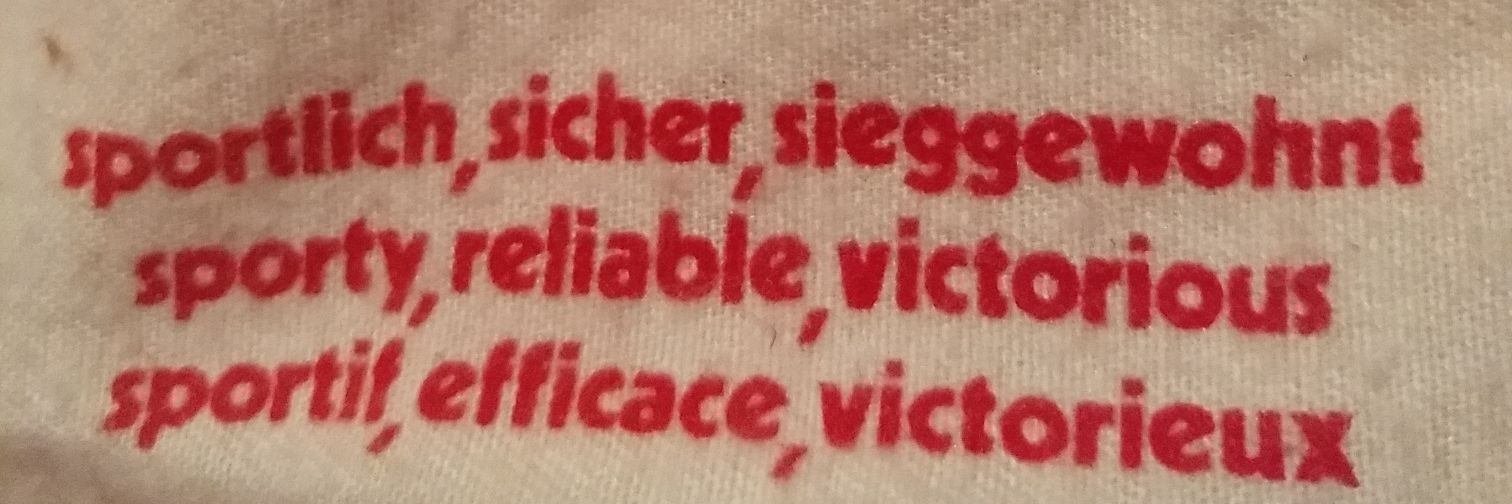 sportlich, sicher, sieggewohnt
sporty, reliable, victorious
sportif, efficace, victorieux